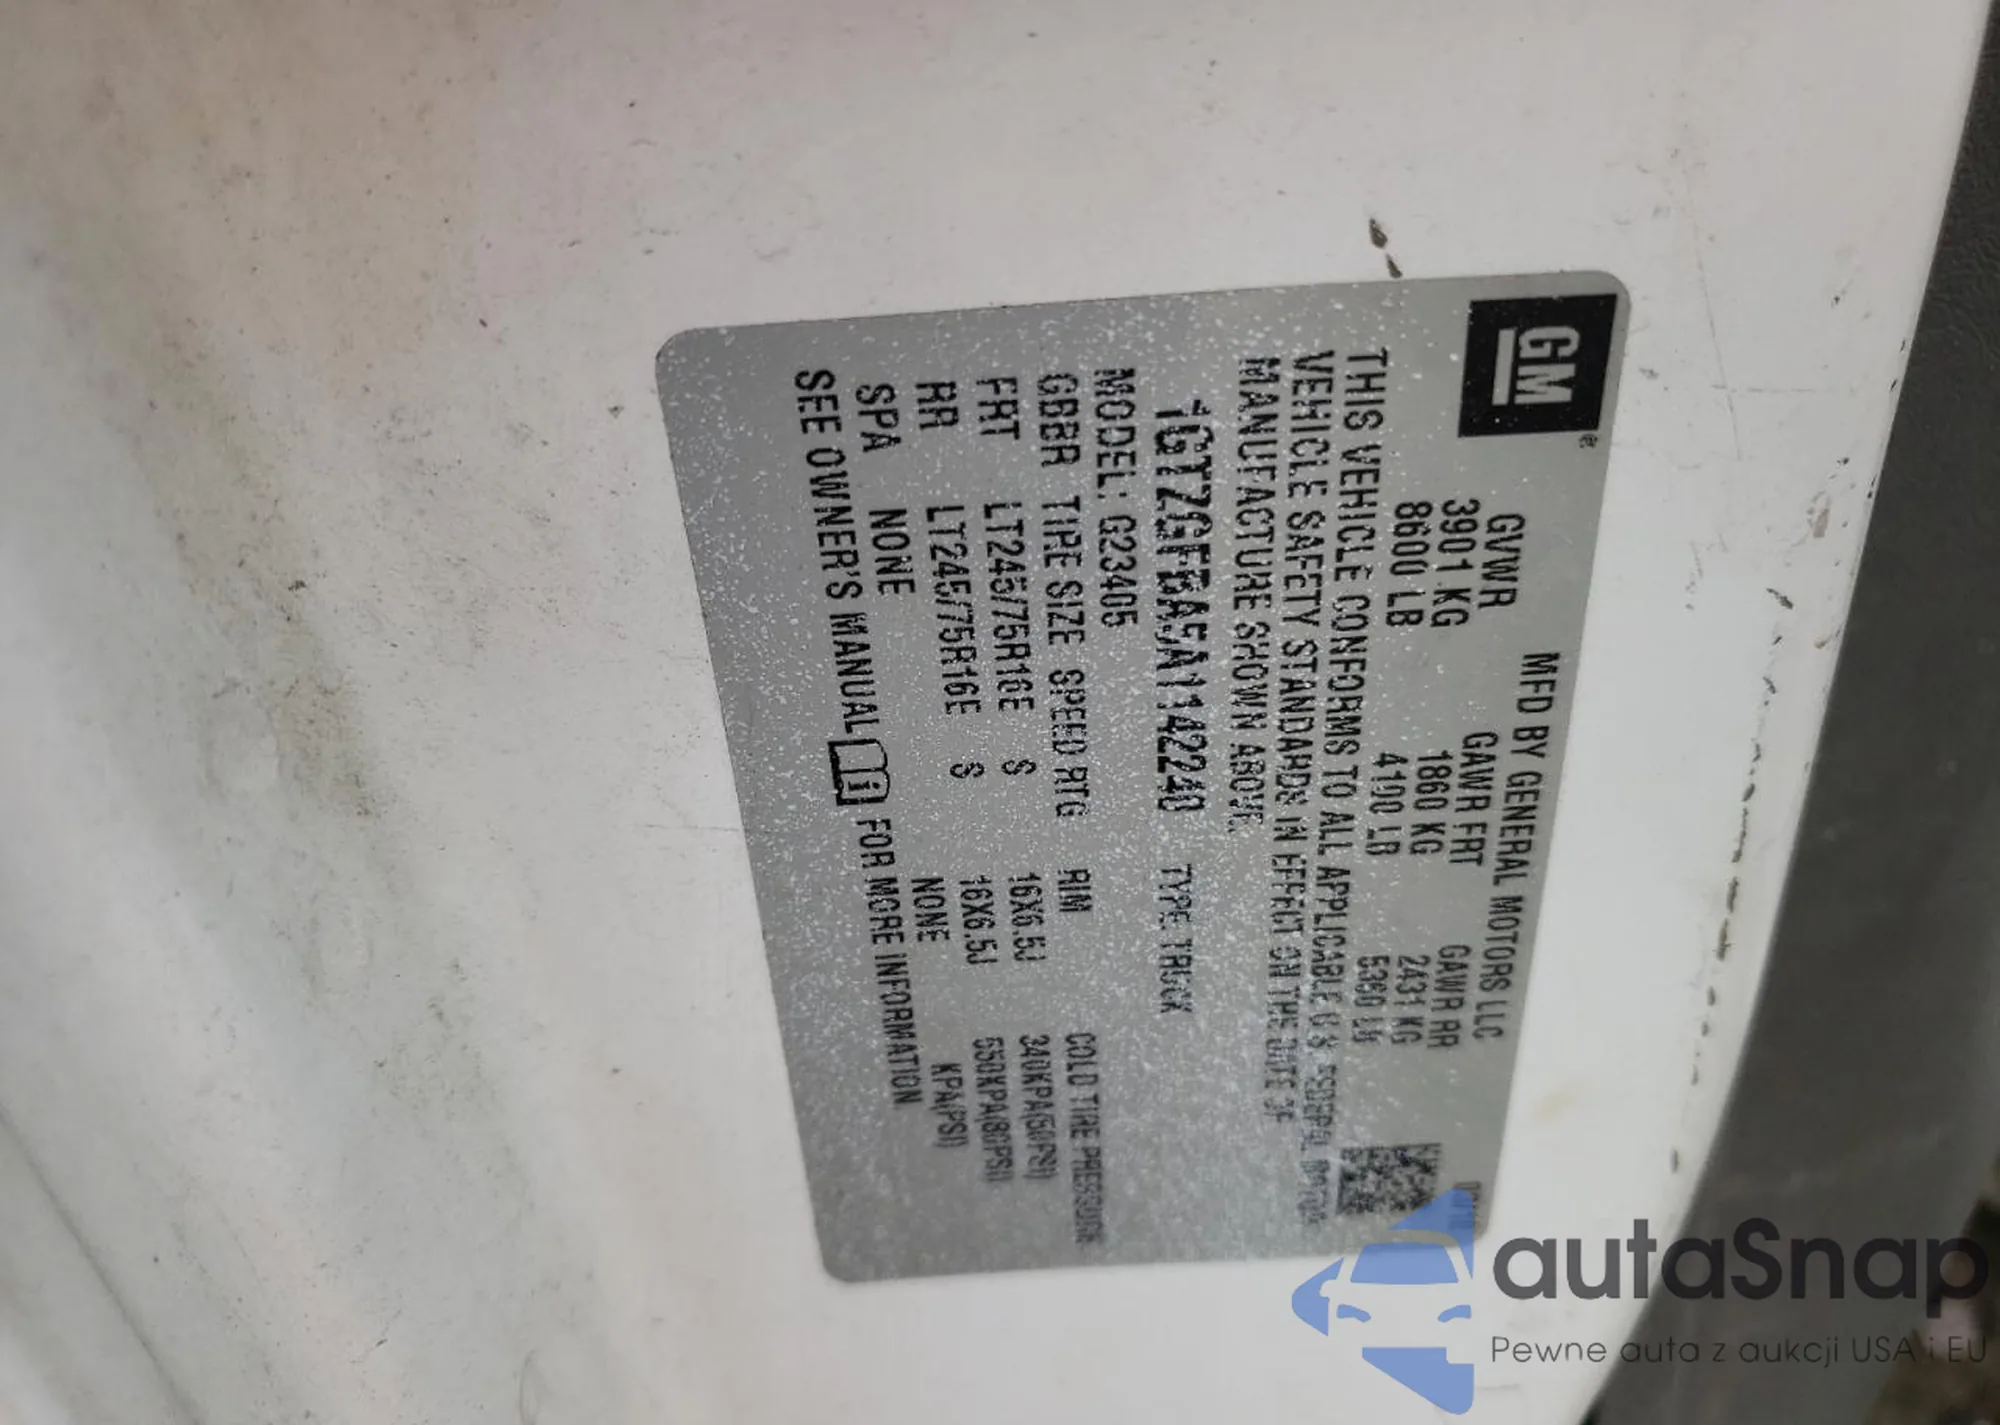 GM
MFD BY GENERAL MOTORS LLC
GVWR GAWR FRT GAWR RR
3901 KG 1860 KG 2431 KG
8600 LB 4100 LB 5360 LB
THIS VEHICLE CONFORMS TO ALL APPLICABLE U.S. FEDERAL MOTOR
VEHICLE SAFETY STANDARDS IN EFFECT ON THE DATE OF
MANUFACTURE SHOWN ABOVE.
1GTZGFBA5A1142240 TYPE: TRUCK
MODEL: G23405
GBBR TIRE SIZE SPEED RTG RIM COLD TIRE PRESSURE
FRT LT245/75R16E S 16X6.5J 340KPA(50PSI)
RR LT245/75R16E S 16X6.5J 550KPA(80PSI)
SPA NONE NONE KPA(PSI)
SEE OWNER'S MANUAL FOR MORE INFORMATION
autaSnap
Pewne auta z aukcji USA i EU